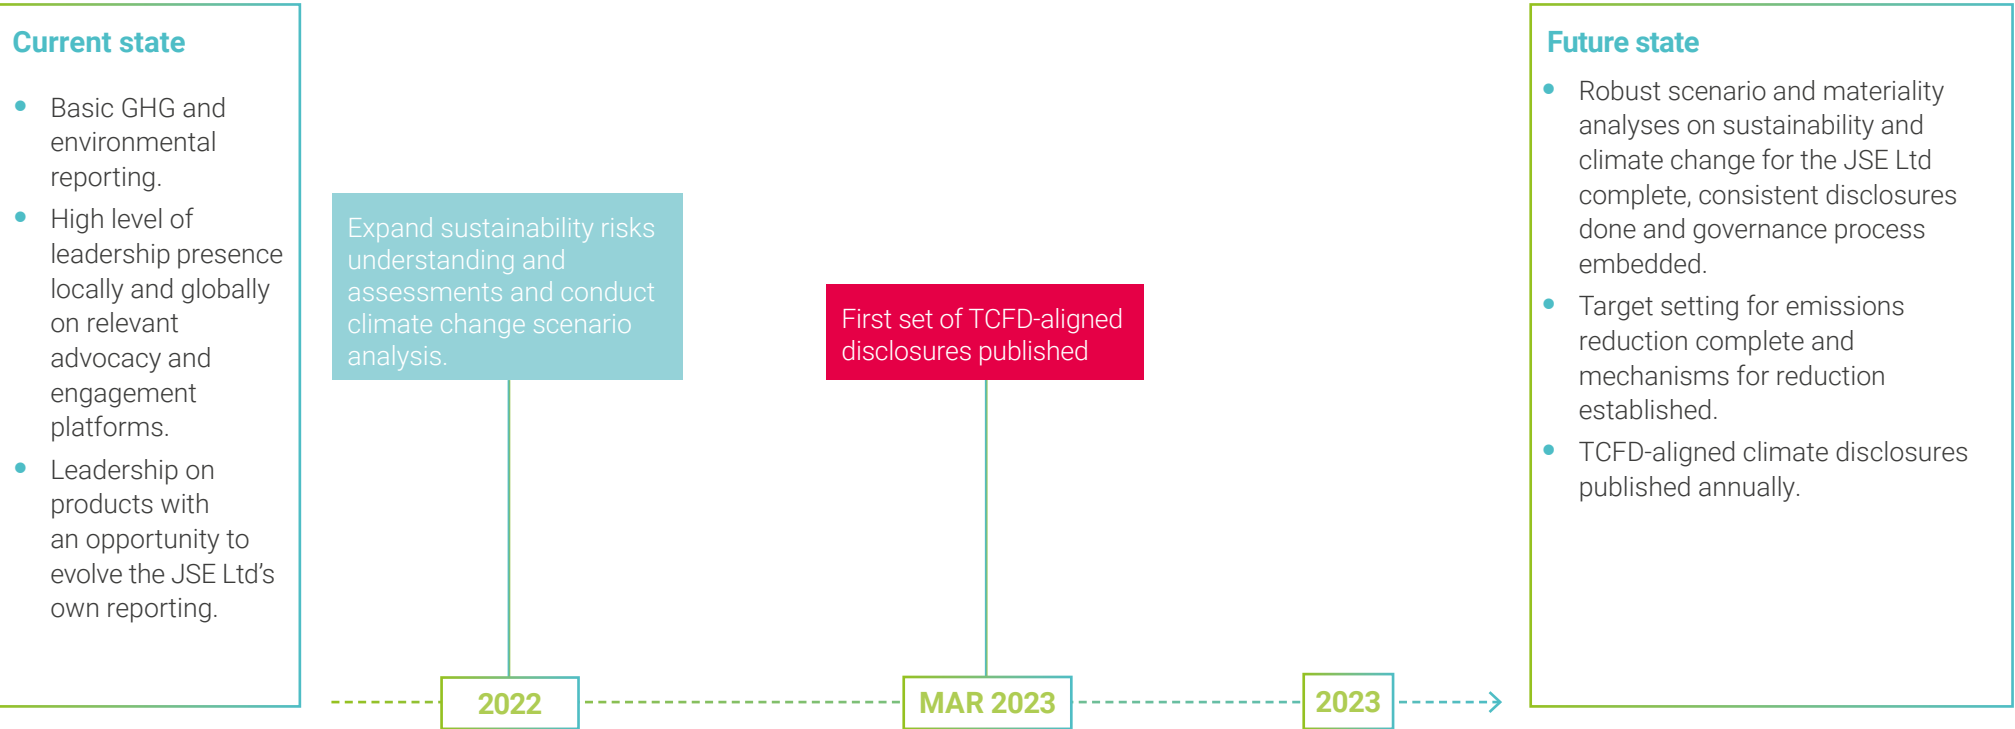 Current state
• Basic GHG and
environmental
reporting.
• High level of
leadership presence
locally and globally
on relevant
advocacy and
engagement
platforms.
• Leadership on
products with
an opportunity to
evolve the JSE Ltd’s
own reporting.
Expand sustainability risks
understanding and
assessments and conduct
climate change scenario
analysis.
First set of TCFD-aligned
disclosures published
2022
MAR 2023
2023
Future state
• Robust scenario and materiality
analyses on sustainability and
climate change for the JSE Ltd
complete, consistent disclosures
done and governance process
embedded.
• Target setting for emissions
reduction complete and
mechanisms for reduction
established.
• TCFD-aligned climate disclosures
published annually.